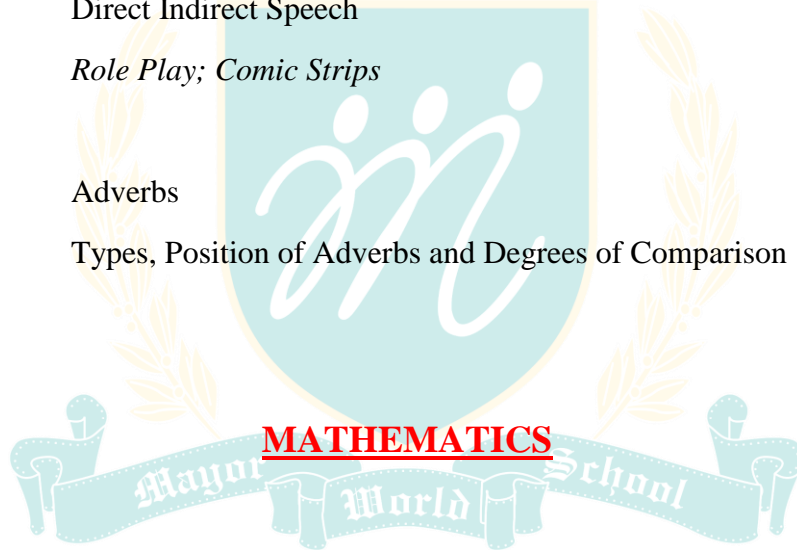 Direct Indirect Speech
Role Play; Comic Strips
Adverbs
Types, Position of Adverbs and Degrees of Comparison
MATHEMATICS
Mayor World School